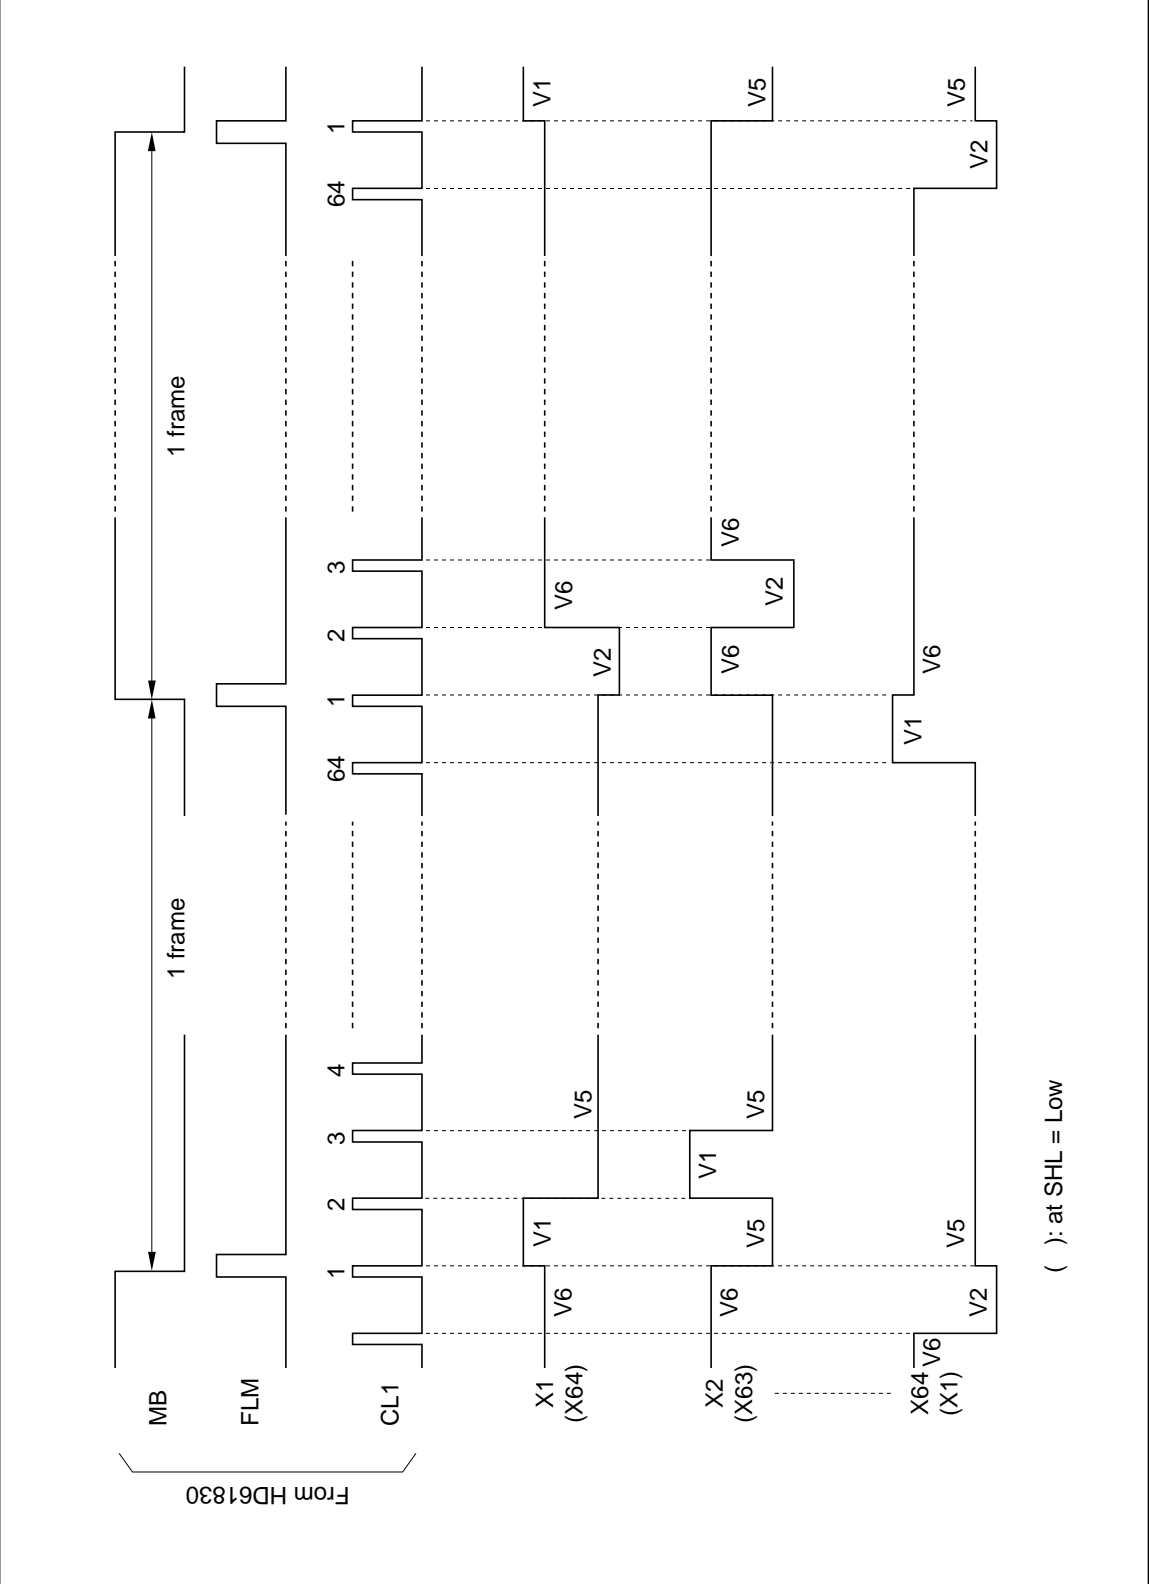 From HD61830
MB
1 frame
1 frame
FLM
CL1
1
2
3
4
64
1
2
3
64
1
X1
(X64)
V6
V1
V5
V2
V6
V1
X2
(X63)
V6
V5
V1
V5
V6
V2
V6
V5
X64
(X1)
V6
V2
V5
V1
V6
V2
V5
( ): at SHL = Low